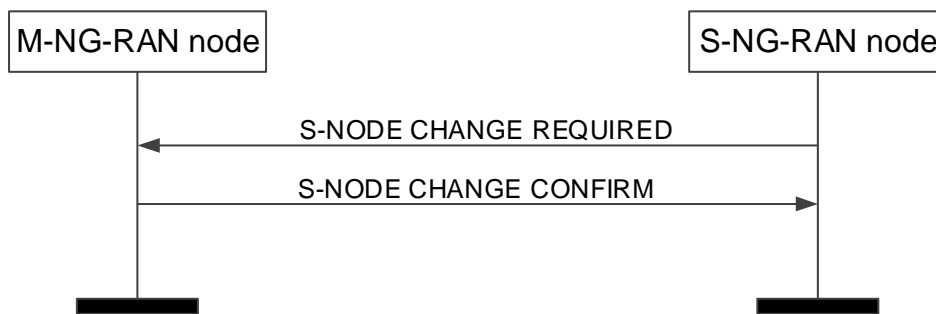 M-NG-RAN node
S-NG-RAN node
S-NODE CHANGE REQUIRED
S-NODE CHANGE CONFIRM